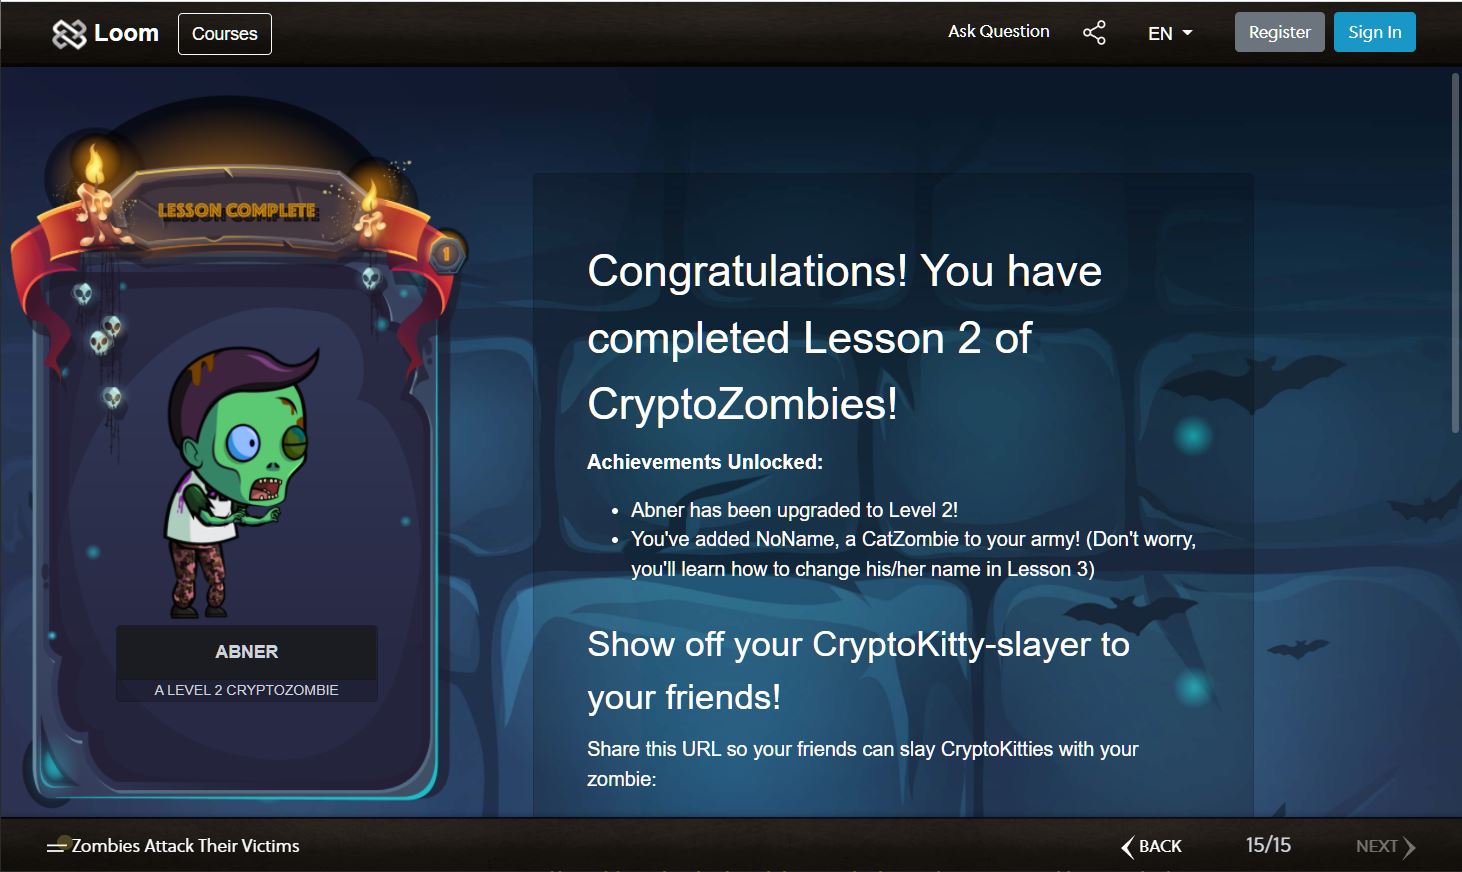 Loom
Courses
Ask Question
EN
Register
Sign In
LESSON COMPLETE
1
ABNER
A LEVEL 2 CRYPTOZOMBIE
Congratulations! You have
completed Lesson 2 of
CryptoZombies!
Achievements Unlocked:
• Abner has been upgraded to Level 2!
• You've added NoName, a CatZombie to your army! (Don't worry,
you'll learn how to change his/her name in Lesson 3)
Show off your CryptoKitty-slayer to
your friends!
Share this URL so your friends can slay CryptoKitties with your
zombie:
Zombies Attack Their Victims
BACK
15/15
NEXT